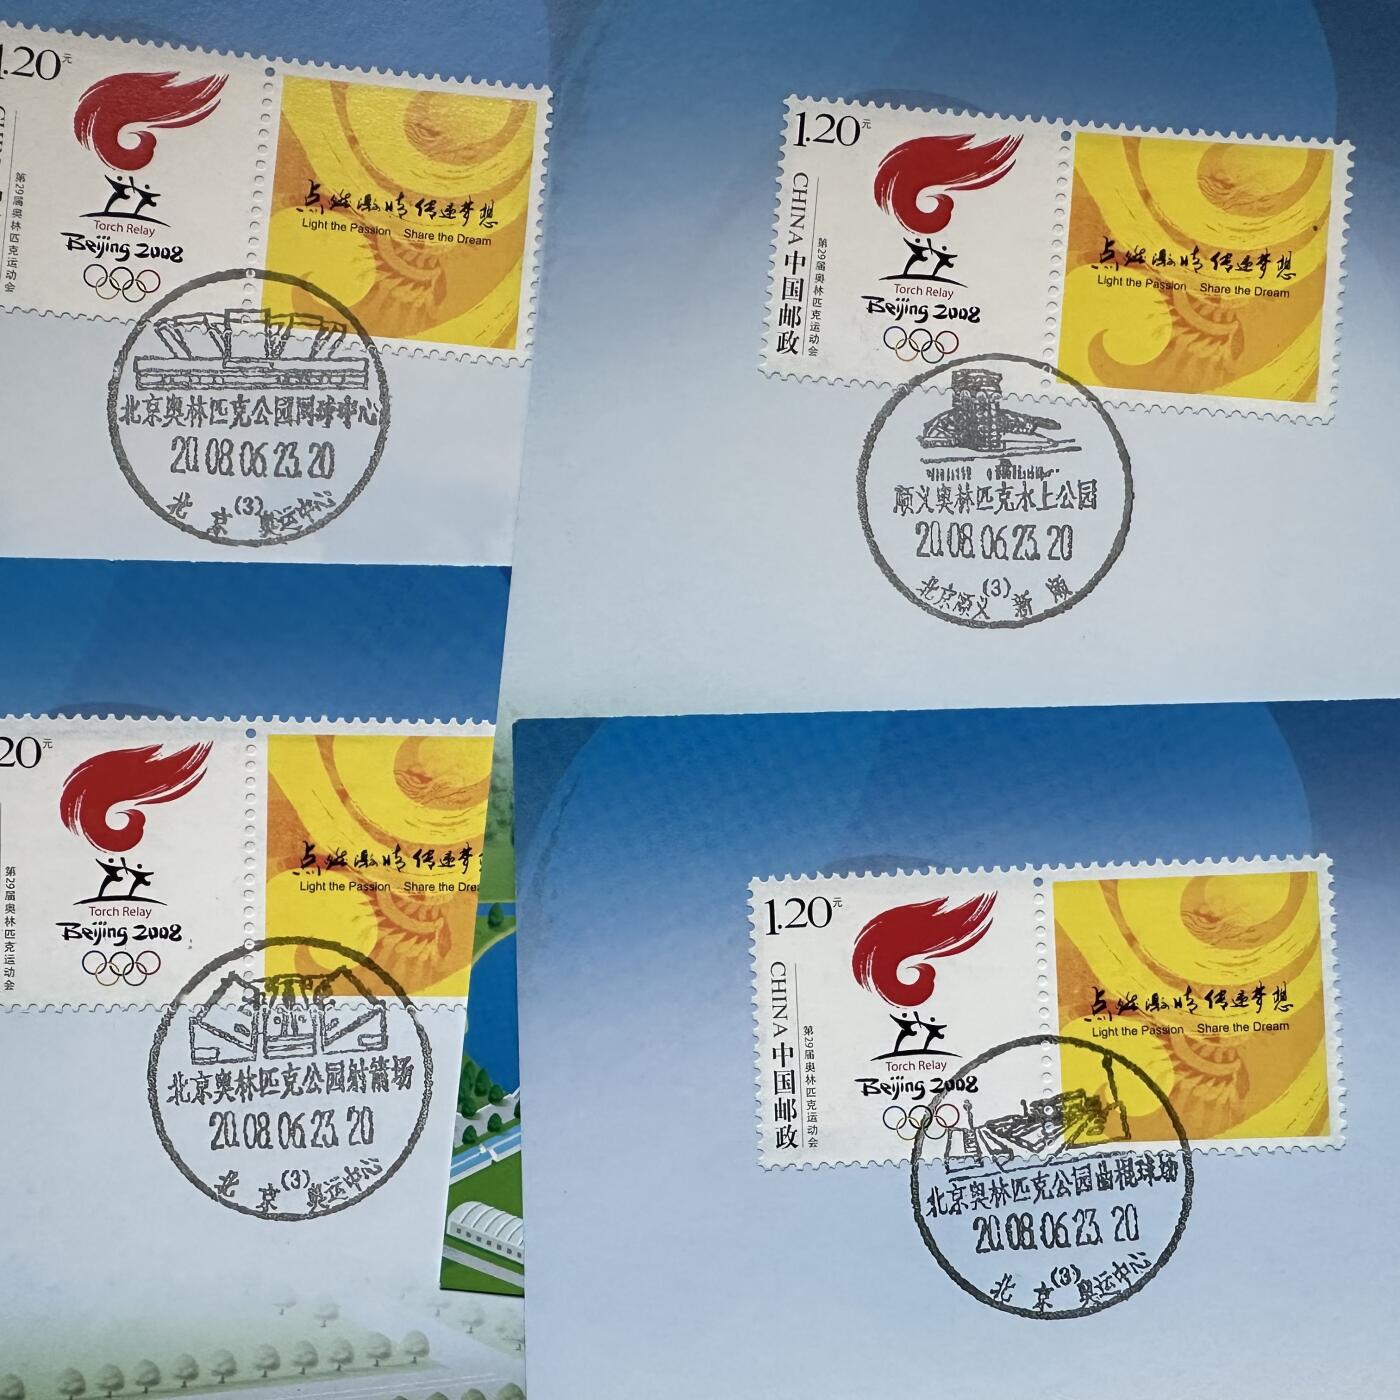 1.20元
第29届奥林匹克运动会
Torch Relay
Beijing 2008
点燃激情 传递梦想
Light the Passion Share the Dream
北京奥林匹克公园网球中心
20.08.06.23.20
北京(3)奥运中心
1.20元
CHINA 中国邮政
第29届奥林匹克运动会
Torch Relay
Beijing 2008
点燃激情 传递梦想
Light the Passion Share the Dream
顺义奥林匹克水上公园
20.08.06.23.20
北京顺义(3)新顺
20元
第29届奥林匹克运动会
Torch Relay
Beijing 2008
点燃激情 传递梦
Light the Passion Share the Drea
北京奥林匹克公园射箭场
20.08.06.23.20
北京(3)奥运中心
1.20元
CHINA 中国邮政
第29届奥林匹克运动会
Torch Relay
Beijing 2008
点燃激情 传递梦想
Light the Passion Share the Dream
北京奥林匹克公园曲棍球场
20.08.06.23.20
北京(3)奥运中心